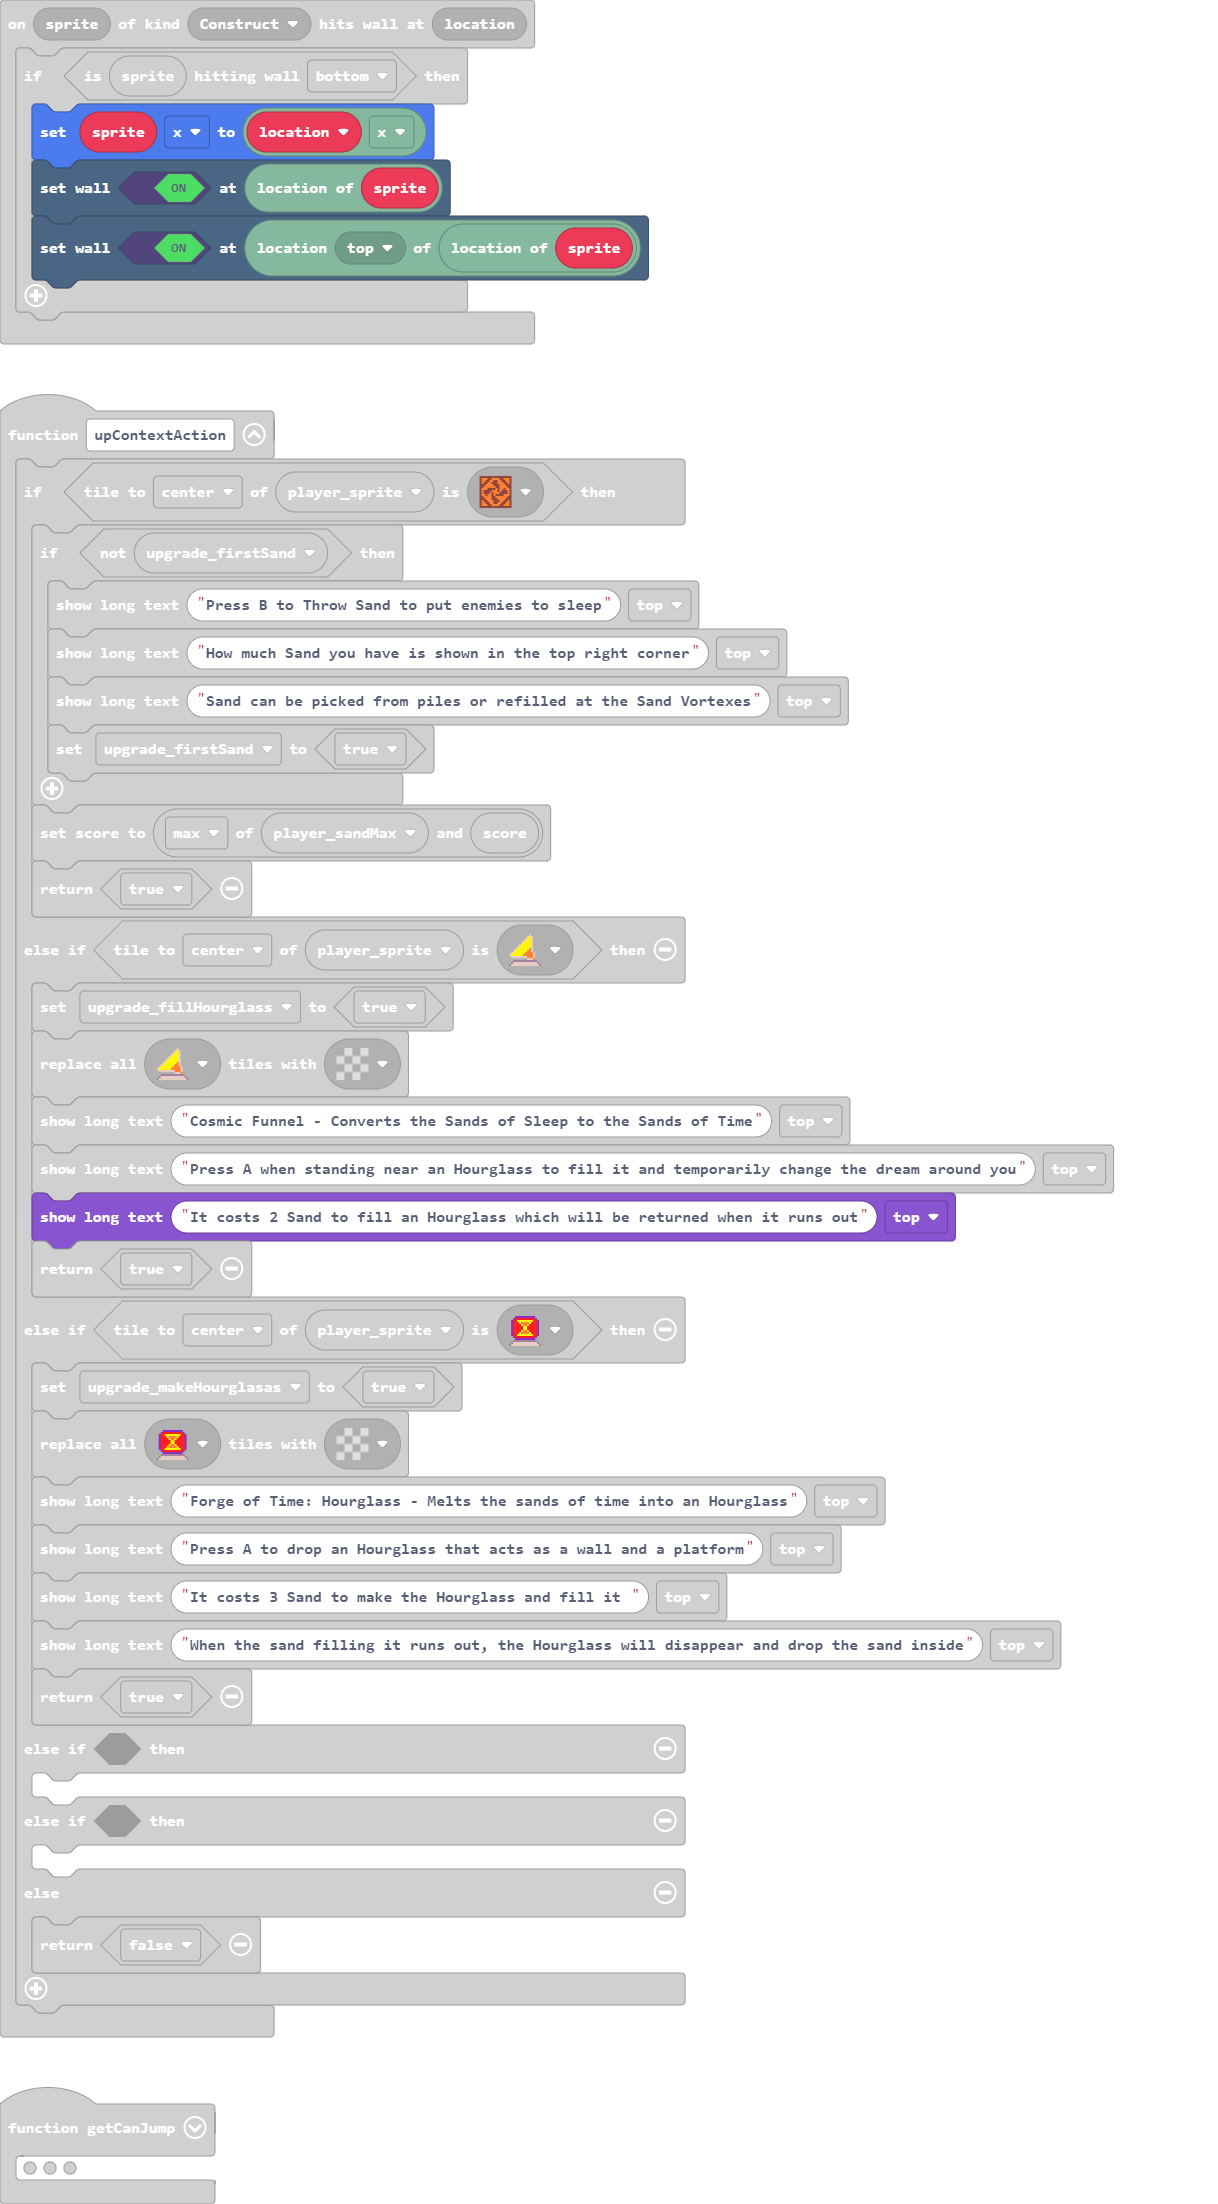 on sprite of kind Construct hits wall at location
if is sprite hitting wall bottom then
set sprite x to location x
set wall ON at location of sprite
set wall ON at location top of location of sprite
function upContextAction
if tile to center of player_sprite is then
if not upgrade_firstSand then
show long text "Press B to Throw Sand to put enemies to sleep" top
show long text "How much Sand you have is shown in the top right corner" top
show long text "Sand can be picked from piles or refilled at the Sand Vortexes" top
set upgrade_firstSand to true
set score to max of player_sandMax and score
return true
else if tile to center of player_sprite is then
set upgrade_fillHourglass to true
replace all tiles with
show long text "Cosmic Funnel - Converts the Sands of Sleep to the Sands of Time" top
show long text "Press A when standing near an Hourglass to fill it and temporarily change the dream around you" top
show long text "It costs 2 Sand to fill an Hourglass which will be returned when it runs out" top
return true
else if tile to center of player_sprite is then
set upgrade_makeHourglasas to true
replace all tiles with
show long text "Forge of Time: Hourglass - Melts the sands of time into an Hourglass" top
show long text "Press A to drop an Hourglass that acts as a wall and a platform" top
show long text "It costs 3 Sand to make the Hourglass and fill it " top
show long text "When the sand filling it runs out, the Hourglass will disappear and drop the sand inside" top
return true
else if then
else if then
else
return false
function getCanJump